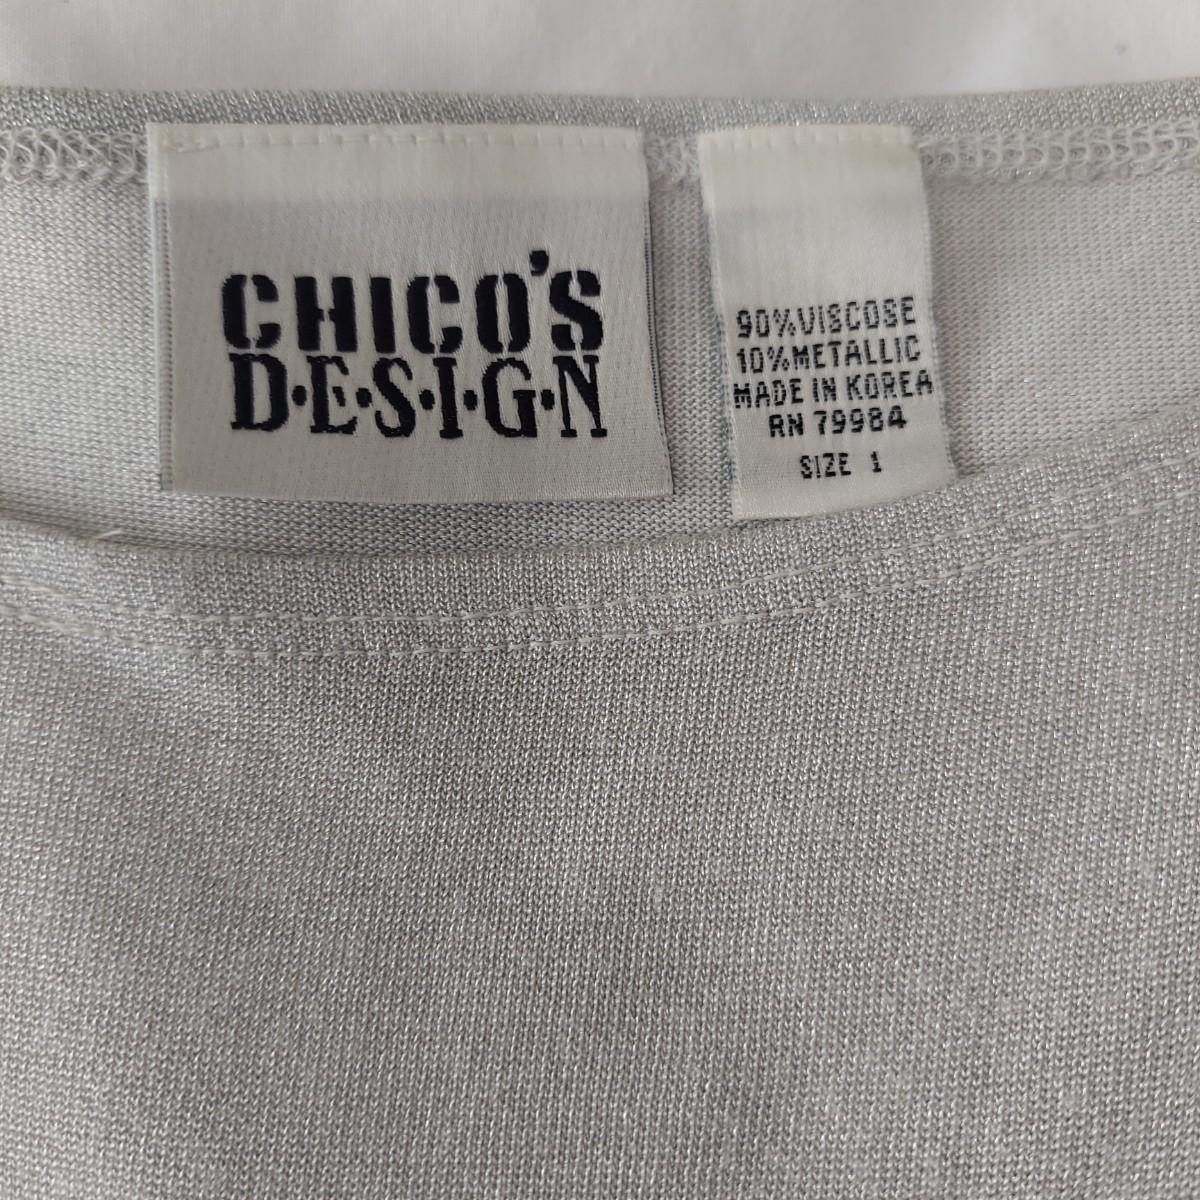 CHICO'S
D·E·S·I·G·N
90%VISCOSE
10%METALLIC
MADE IN KOREA
RN 79984
SIZE 1